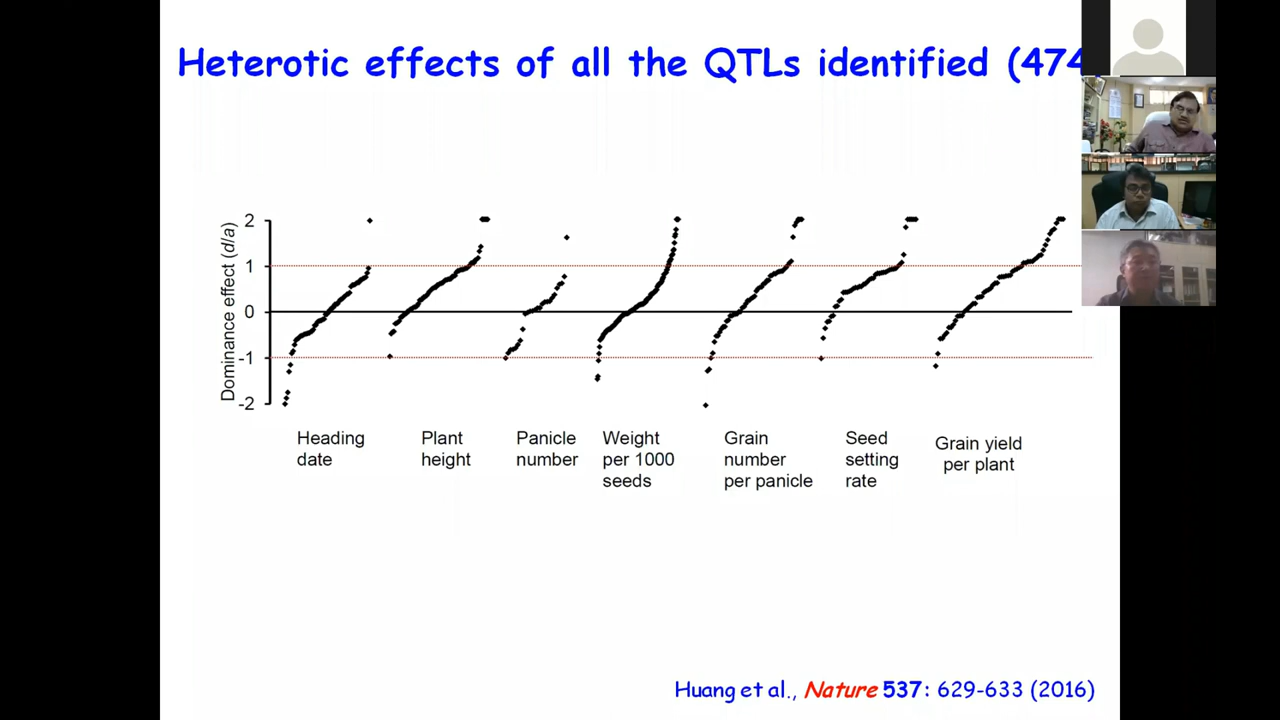 Heterotic effects of all the QTLs identified (474
Dominance effect (d/a)
2
1
0
-1
-2
Heading
date
Plant
height
Panicle
number
Weight
per 1000
seeds
Grain
number
per panicle
Seed
setting
rate
Grain yield
per plant
Huang et al., Nature 537: 629-633 (2016)